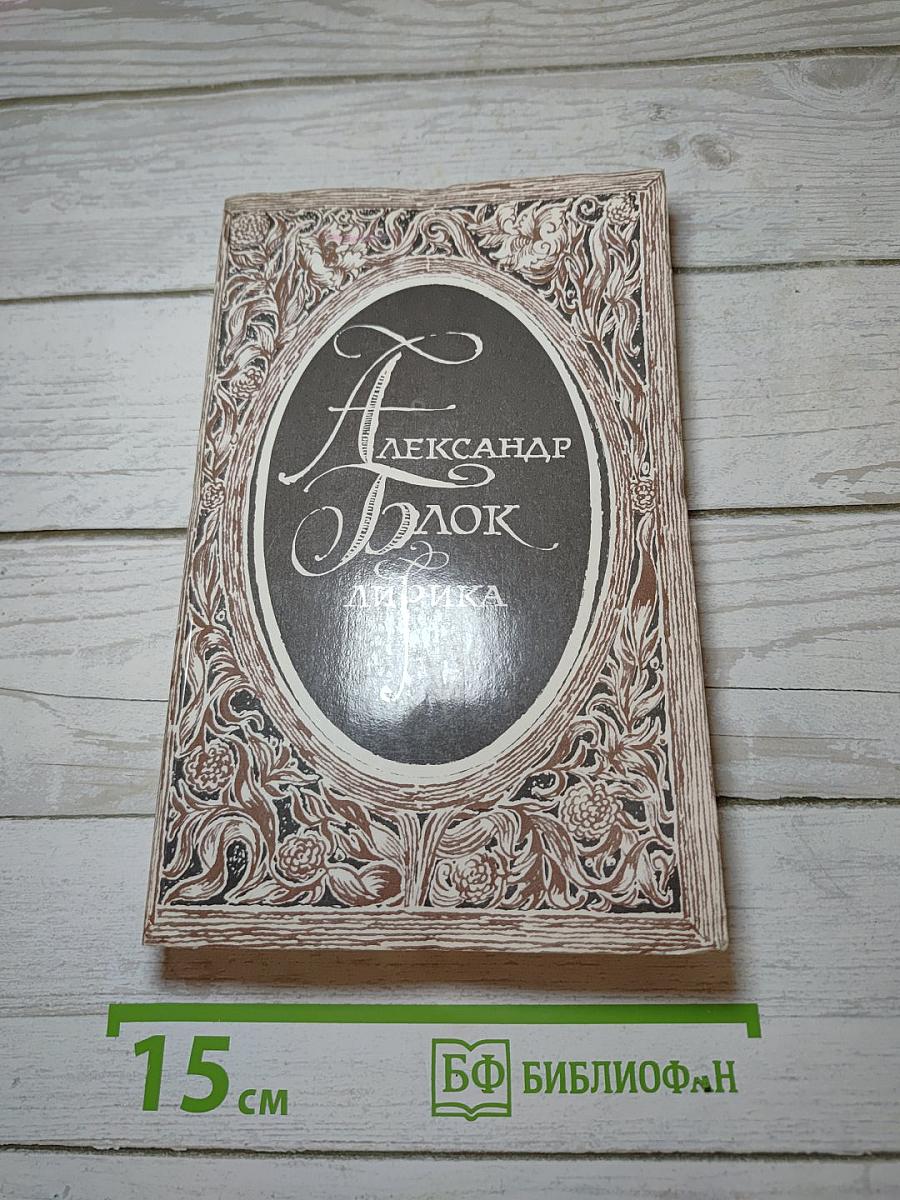 Александр
Блок
лирика
15 см
БФ БИБЛИОФАН